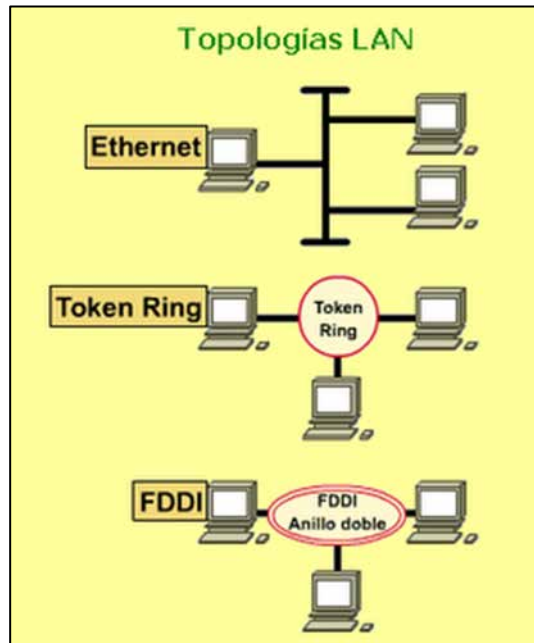 Topologías LAN
Ethernet
Token Ring
Token
Ring
FDDI
FDDI
Anillo doble